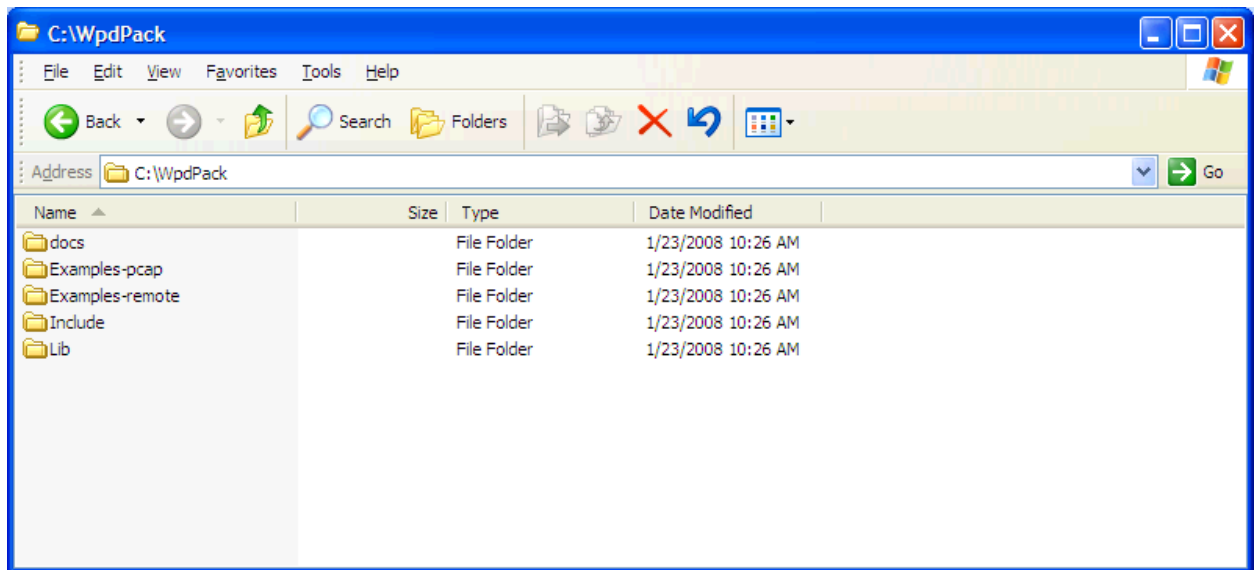 C:\WpdPack
File Edit View Favorites Tools Help
Back Search Folders
Address C:\WpdPack Go
Name Size Type Date Modified
docs File Folder 1/23/2008 10:26 AM
Examples-pcap File Folder 1/23/2008 10:26 AM
Examples-remote File Folder 1/23/2008 10:26 AM
Include File Folder 1/23/2008 10:26 AM
Lib File Folder 1/23/2008 10:26 AM